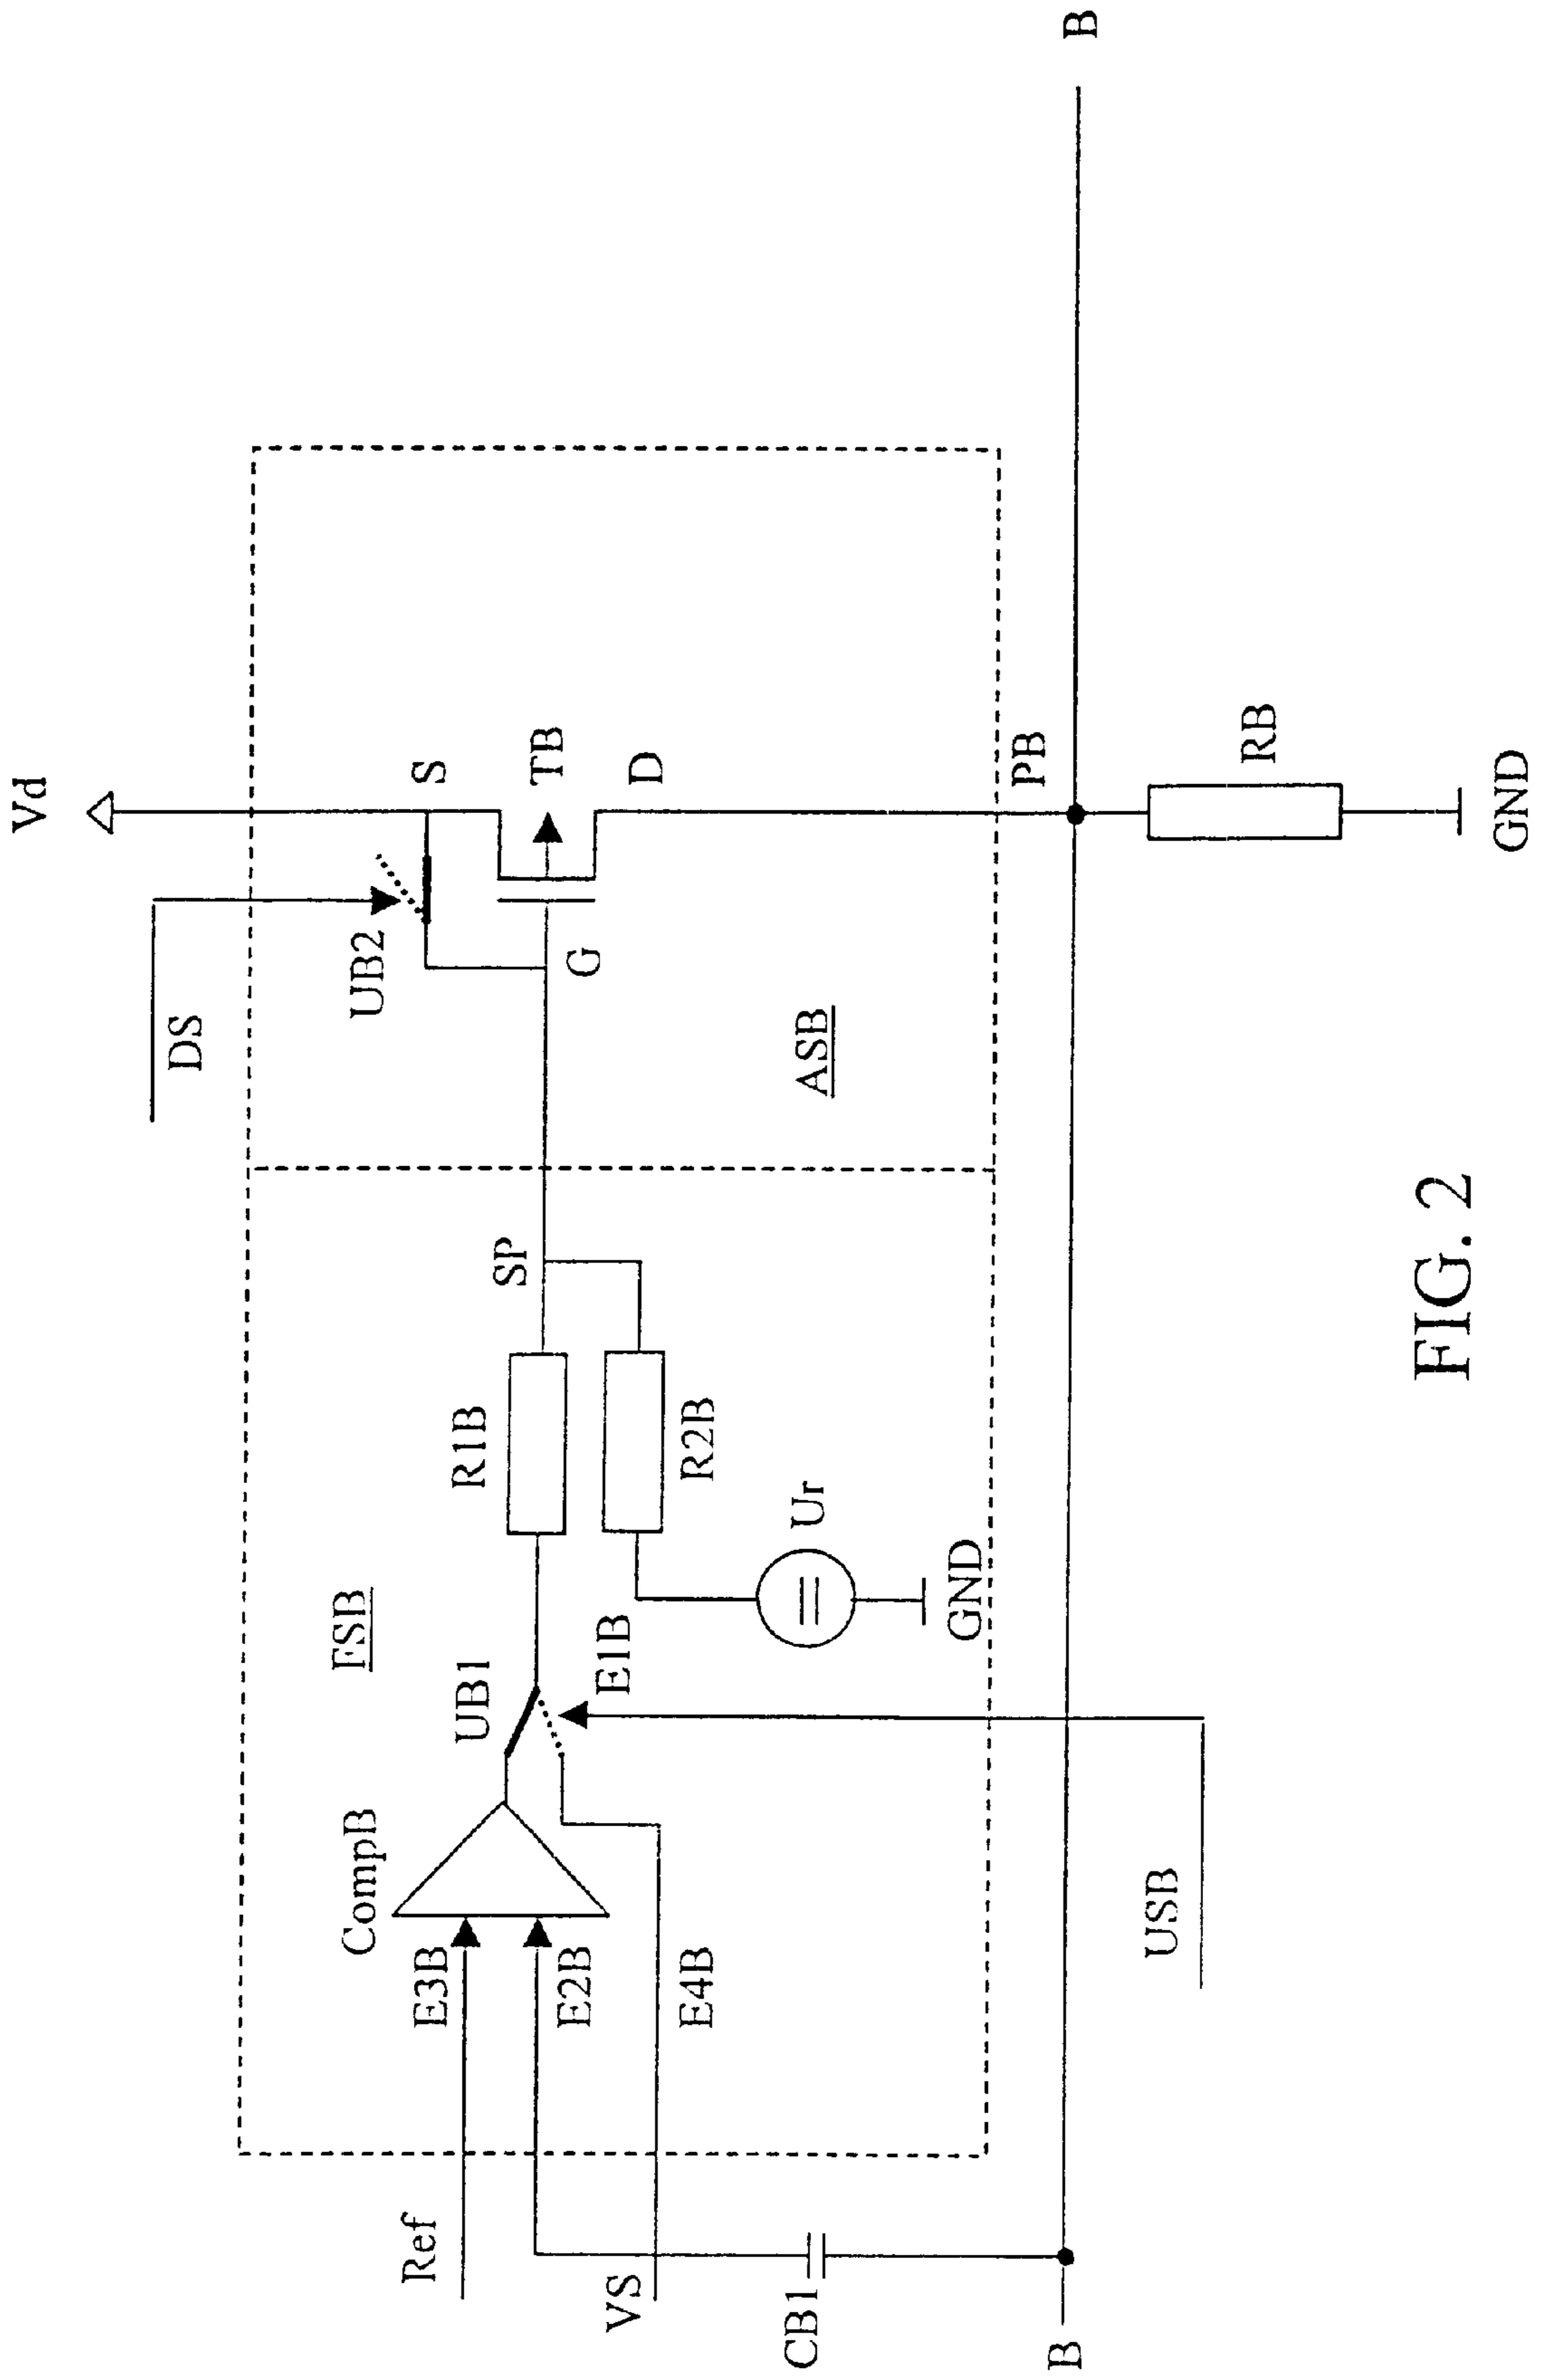 Vd
DS
UB2
S
TB
D
G
ASB
PB
B
RB
GND
FSB
SP
R1B
R2B
Ur
GND
UB1
E1B
CompB
E3B
E2B
E4B
Ref
VS
CB1
B
USB
FIG. 2